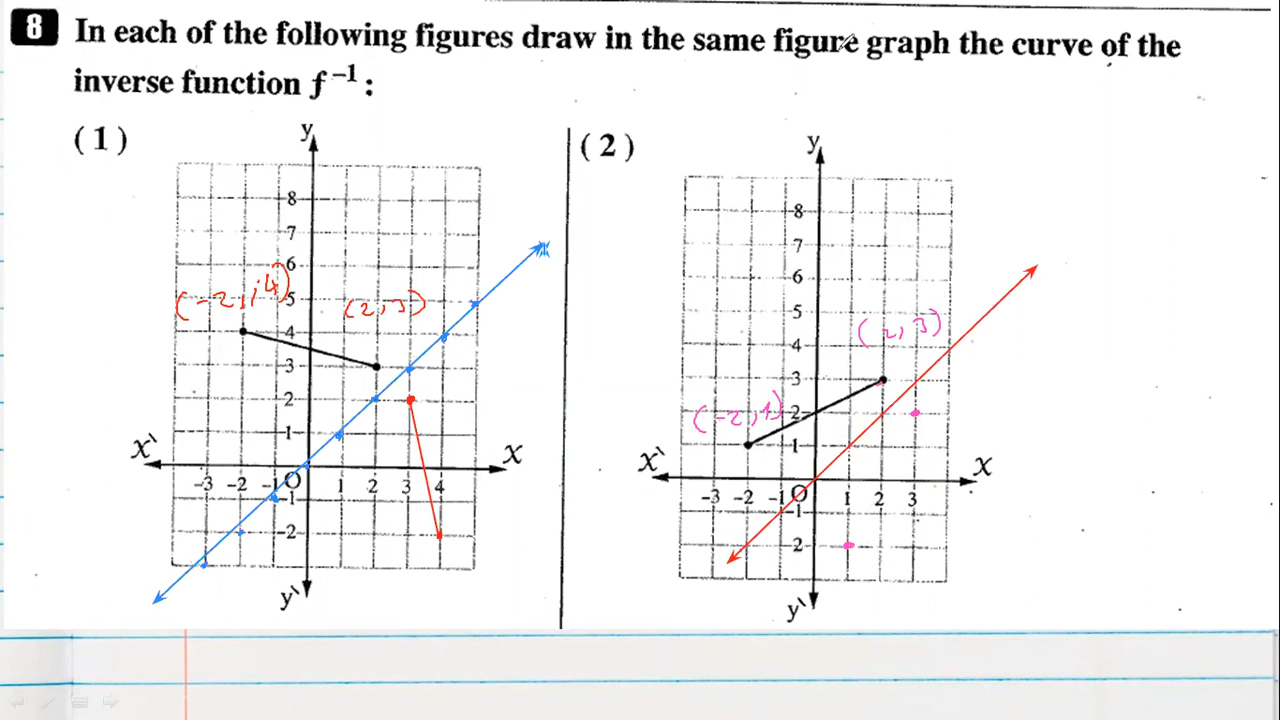 8 In each of the following figures draw in the same figure graph the curve of the
inverse function f⁻¹ :
(1)
y
8
7
6
5
4
3
2
1
(-2,4)
(2,3)
x' x
-3 -2 -1 O 1 2 3 4
-1
-2
y'
(2)
y
8
7
6
5
4
3
2
1
(2,3)
(-2,1)
x' x
-3 -2 -1 O 1 2 3
-1
2
y'